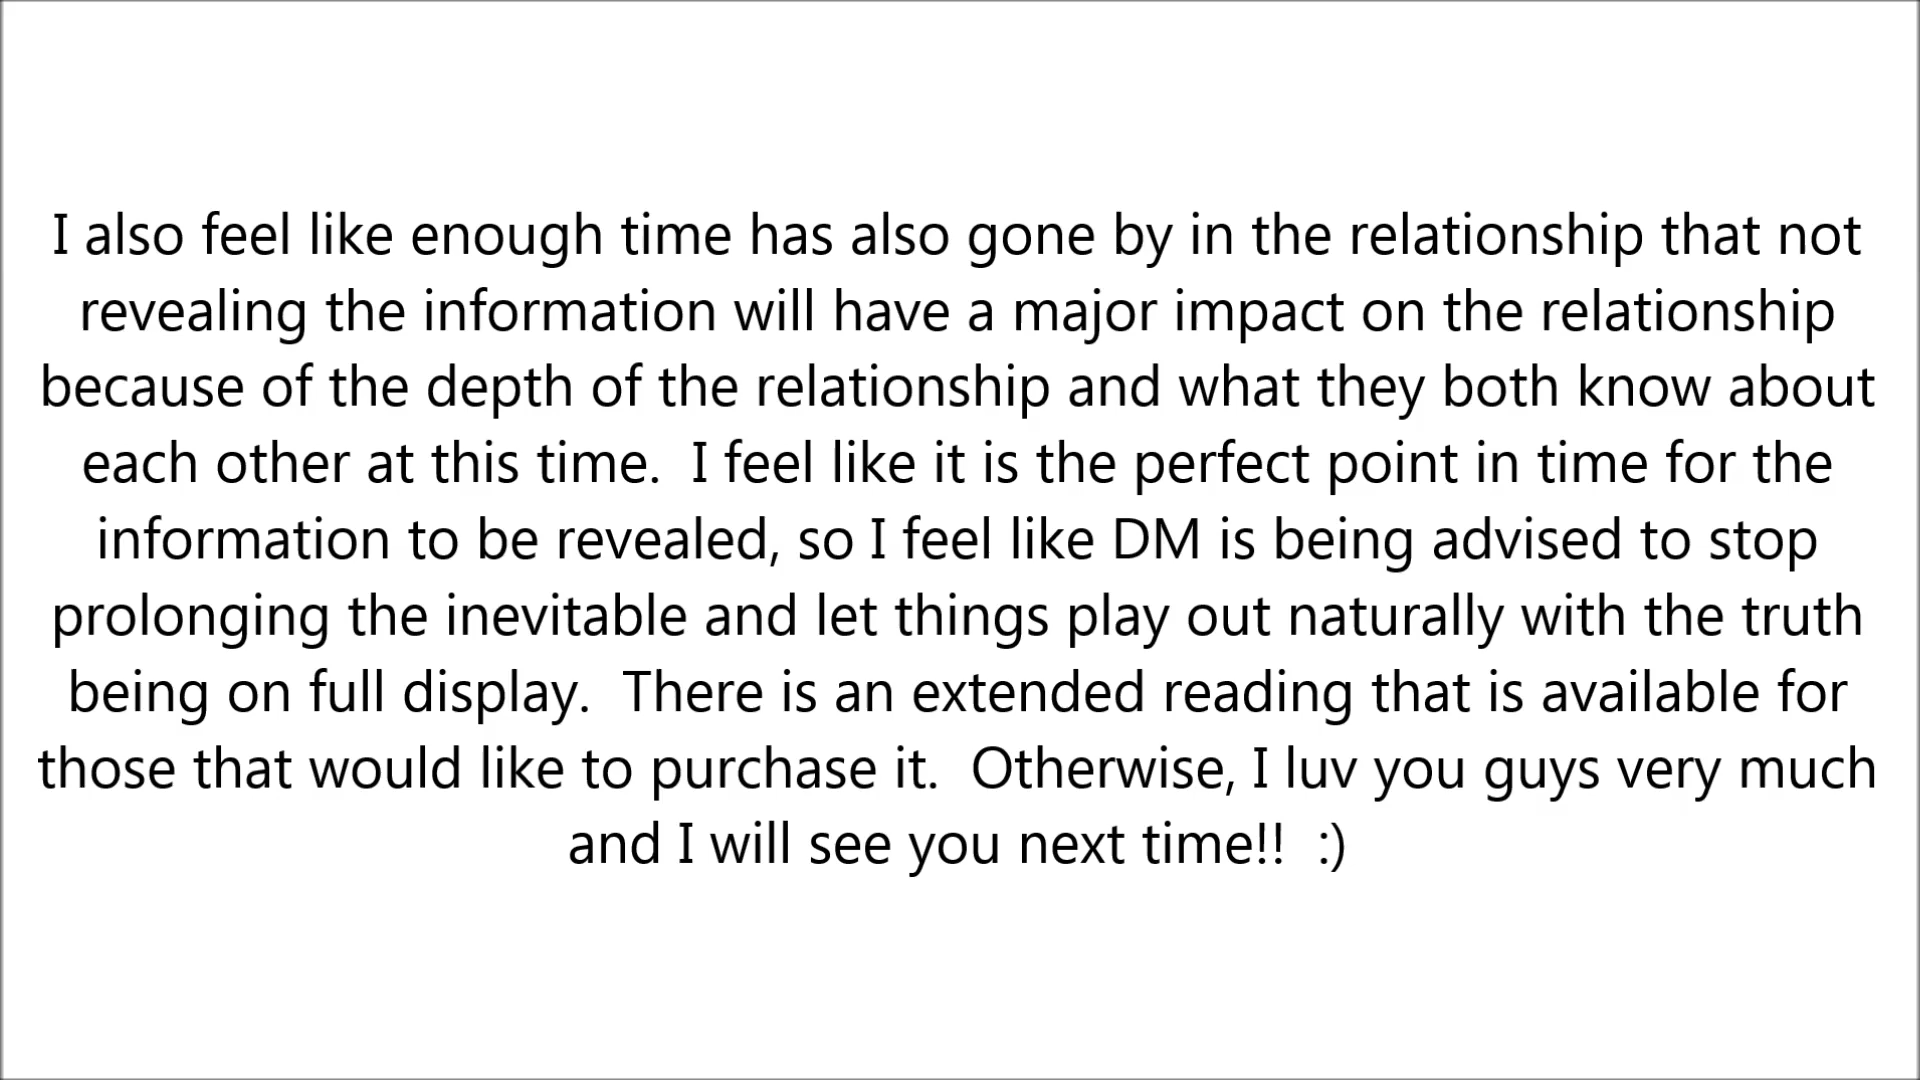 I also feel like enough time has also gone by in the relationship that not
revealing the information will have a major impact on the relationship
because of the depth of the relationship and what they both know about
each other at this time.  I feel like it is the perfect point in time for the
information to be revealed, so I feel like DM is being advised to stop
prolonging the inevitable and let things play out naturally with the truth
being on full display.  There is an extended reading that is available for
those that would like to purchase it.  Otherwise, I luv you guys very much
and I will see you next time!!  :)